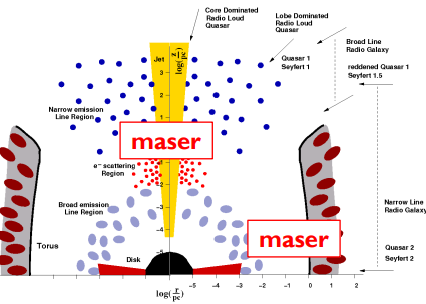 Core Dominated
Radio Loud
Quasar
Lobe Dominated
Radio Loud
Quasar
Broad Line
Radio Galaxy
Jet
log(z/pc)
Quasar 1
Seyfert 1
reddened Quasar 1
Seyfert 1.5
3
2
1
Narrow emission
Line Region
maser
e⁻ scattering
Region
Broad emission
Line Region
-2
-3
-4
-5
maser
Narrow Line
Radio Galaxy
Torus
Disk
Quasar 2
Seyfert 2
log(r/pc)
-5 -4 -3 -2 -1 0 1 2